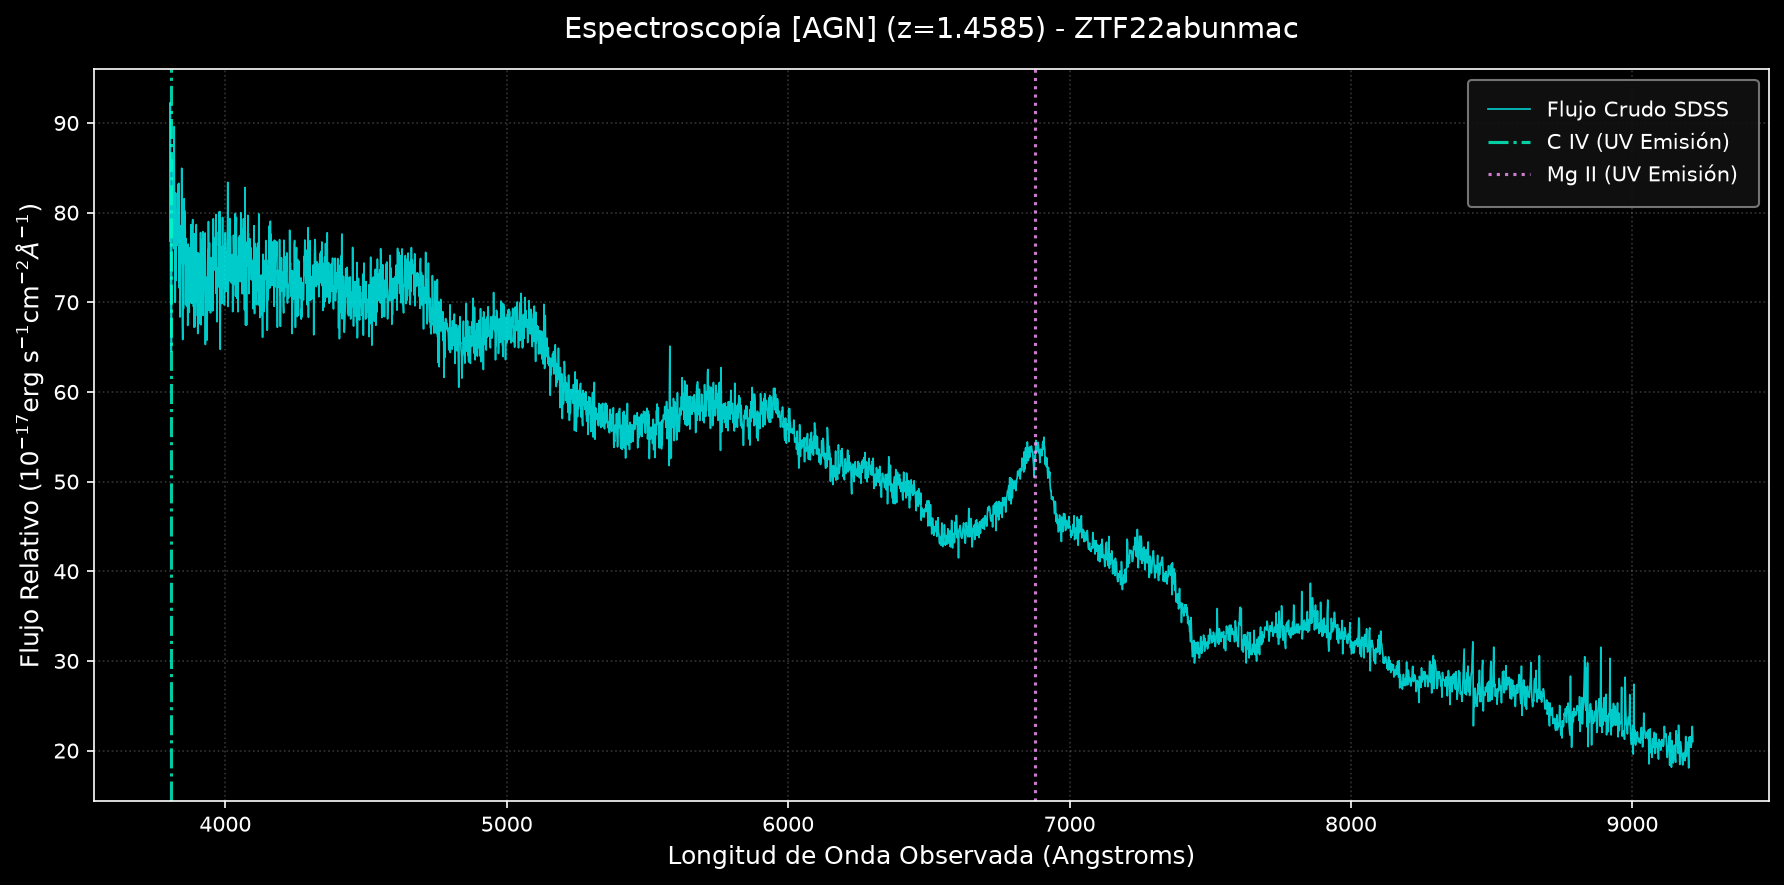 Espectroscopía [AGN] (z=1.4585) - ZTF22abunmac
Flujo Crudo SDSS
C IV (UV Emisión)
Mg II (UV Emisión)
Flujo Relativo (10⁻¹⁷erg s⁻¹cm⁻²Å⁻¹)
90
80
70
60
50
40
30
20
4000 5000 6000 7000 8000 9000
Longitud de Onda Observada (Angstroms)